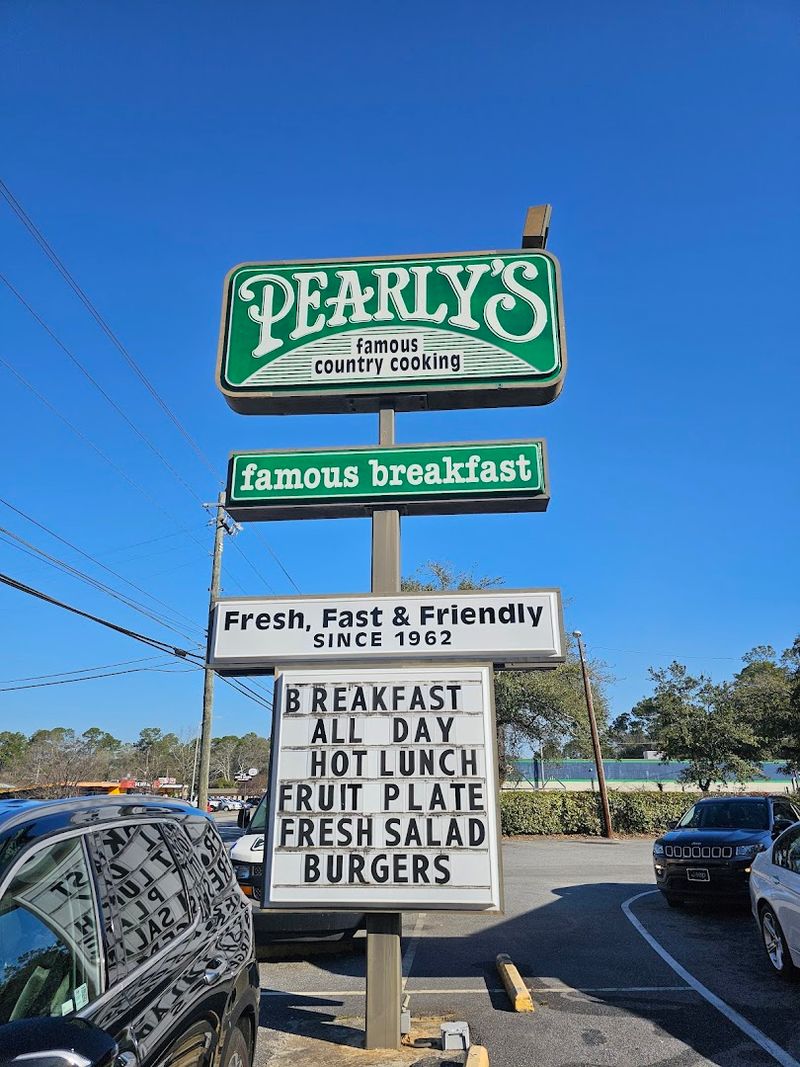 PEARLY'S
famous
country cooking
famous breakfast
Fresh, Fast & Friendly
SINCE 1962
BREAKFAST
ALL DAY
HOT LUNCH
FRUIT PLATE
FRESH SALAD
BURGERS